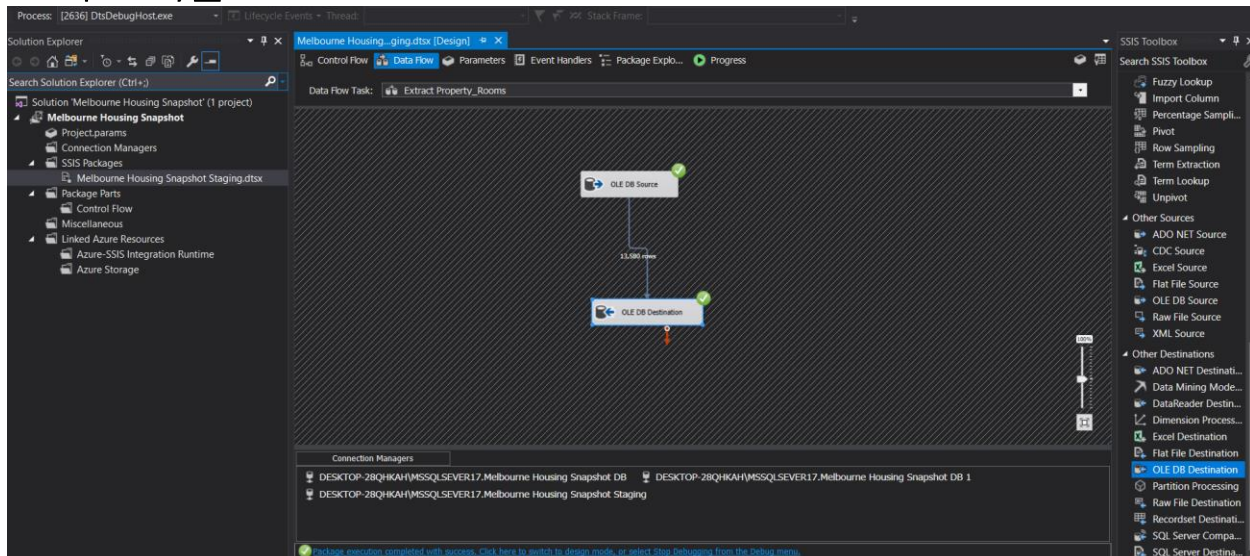 Process: [2636] DtsDebugHost.exe
Lifecycle Events
Thread:
Stack Frame:
Solution Explorer
Search Solution Explorer (Ctrl+;)
Solution 'Melbourne Housing Snapshot' (1 project)
Melbourne Housing Snapshot
Project.params
Connection Managers
SSIS Packages
Melbourne Housing Snapshot Staging.dtsx
Package Parts
Control Flow
Miscellaneous
Linked Azure Resources
Azure-SSIS Integration Runtime
Azure Storage
Melbourne Housing...ging.dtsx [Design]
Control Flow
Data Flow
Parameters
Event Handlers
Package Explo...
Progress
Data Flow Task:
Extract Property_Rooms
OLE DB Source
13,580 rows
OLE DB Destination
100%
Connection Managers
DESKTOP-28QHKAH\MSSQLSEVER17.Melbourne Housing Snapshot DB
DESKTOP-28QHKAH\MSSQLSEVER17.Melbourne Housing Snapshot DB 1
DESKTOP-28QHKAH\MSSQLSEVER17.Melbourne Housing Snapshot Staging
Package execution completed with success. Click here to switch to design mode, or select Stop Debugging from the Debug menu.
SSIS Toolbox
Search SSIS Toolbox
Fuzzy Lookup
Import Column
Percentage Sampli...
Pivot
Row Sampling
Term Extraction
Term Lookup
Unpivot
Other Sources
ADO NET Source
CDC Source
Excel Source
Flat File Source
OLE DB Source
Raw File Source
XML Source
Other Destinations
ADO NET Destinati...
Data Mining Mode...
DataReader Destin...
Dimension Process...
Excel Destination
Flat File Destination
OLE DB Destination
Partition Processing
Raw File Destination
Recordset Destinati...
SQL Server Compa...
SQL Server Destina...